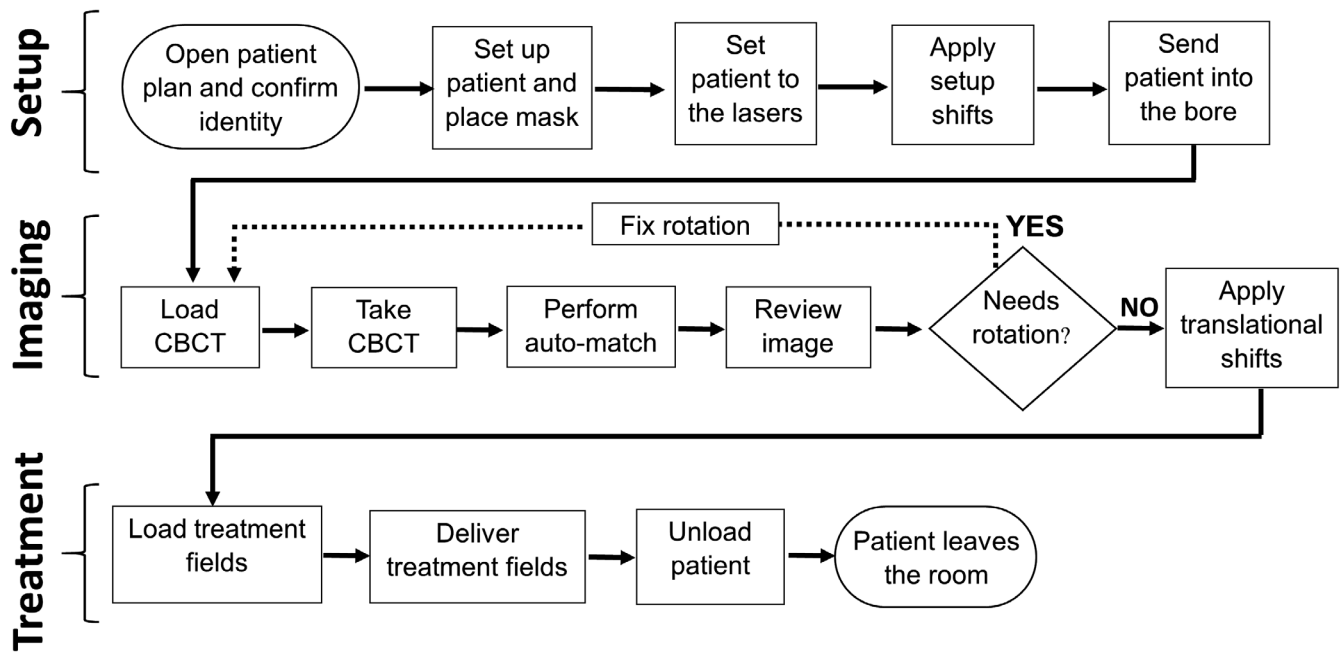 Setup
Open patient
plan and confirm
identity
Set up
patient and
place mask
Set
patient to
the lasers
Apply
setup
shifts
Send
patient into
the bore
Imaging
Fix rotation
YES
Load
CBCT
Take
CBCT
Perform
auto-match
Review
image
Needs
rotation?
NO
Apply
translational
shifts
Treatment
Load treatment
fields
Deliver
treatment fields
Unload
patient
Patient leaves
the room